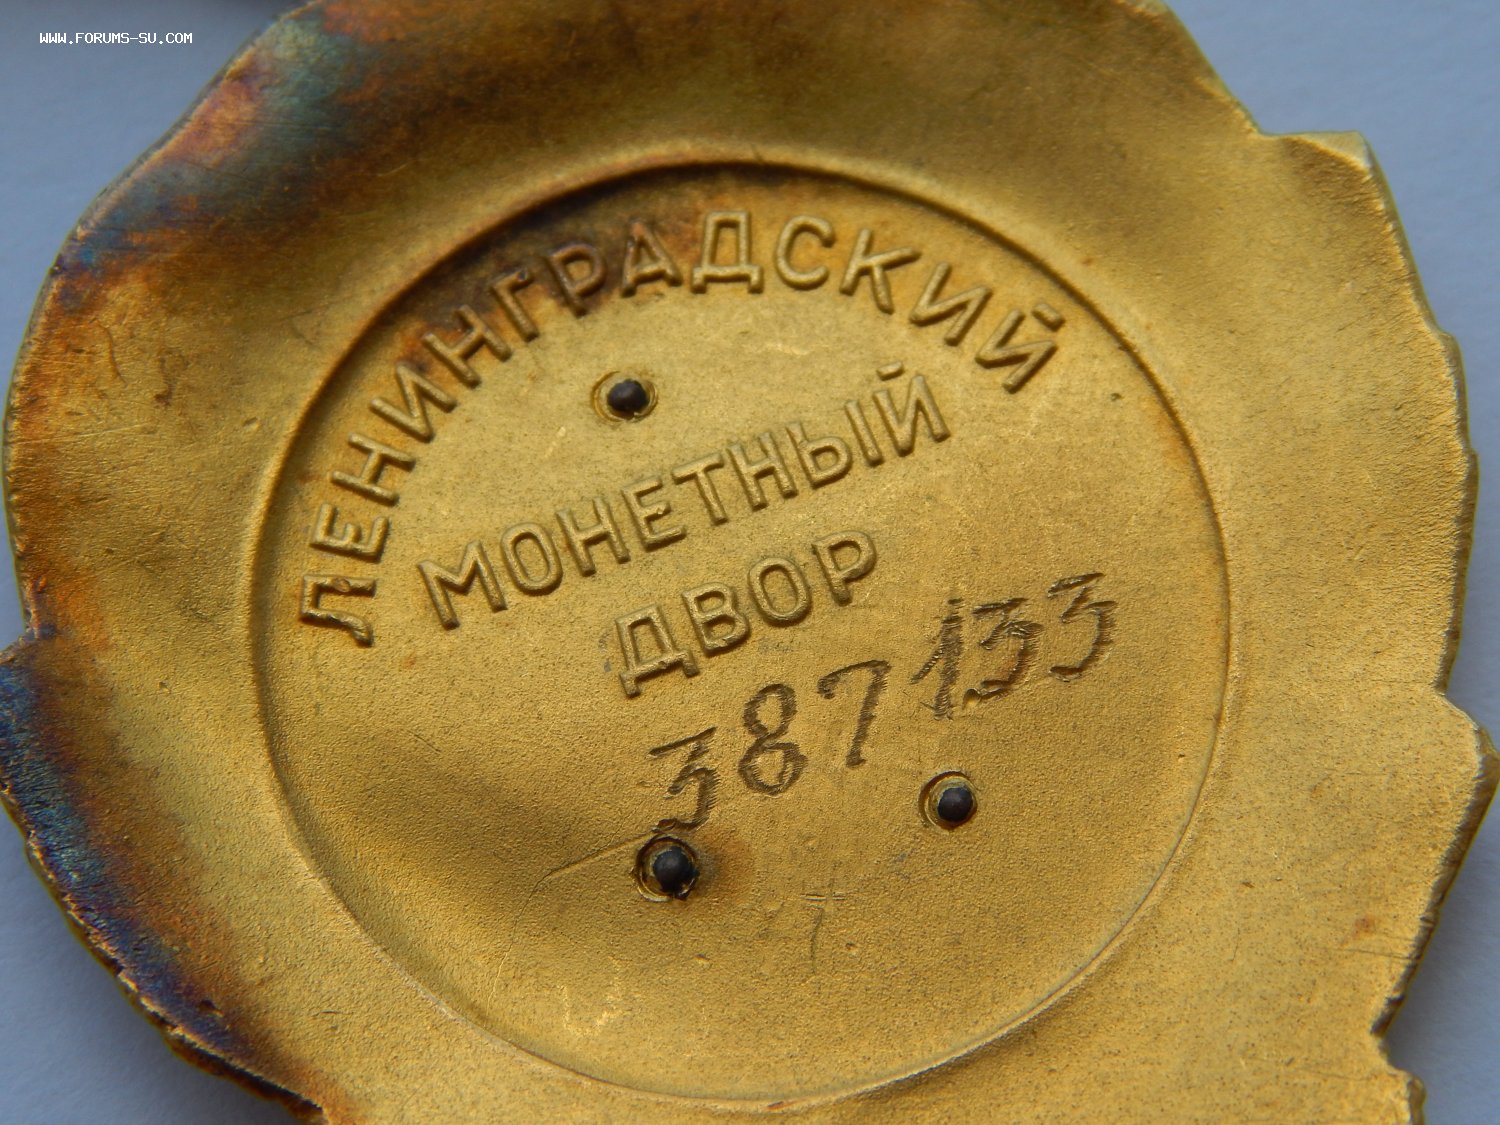 WWW.FORUMS-SU.COM
ЛЕНИНГРАДСКИЙ
МОНЕТНЫЙ
ДВОР
387133